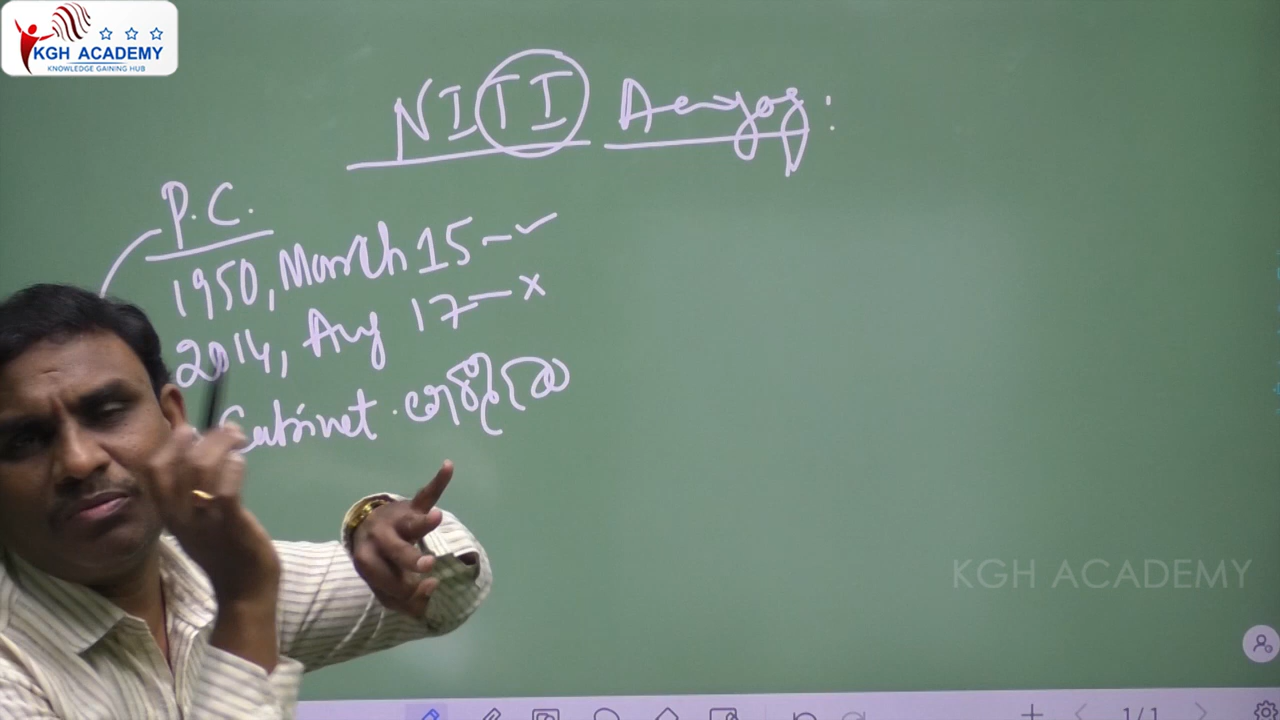 KGH ACADEMY
KNOWLEDGE GAINING HUB
NITI Aayog:
P.C.
1950, March 15 - ✓
2014, Aug 17 - x
Cabinet.
KGH ACADEMY
1/1